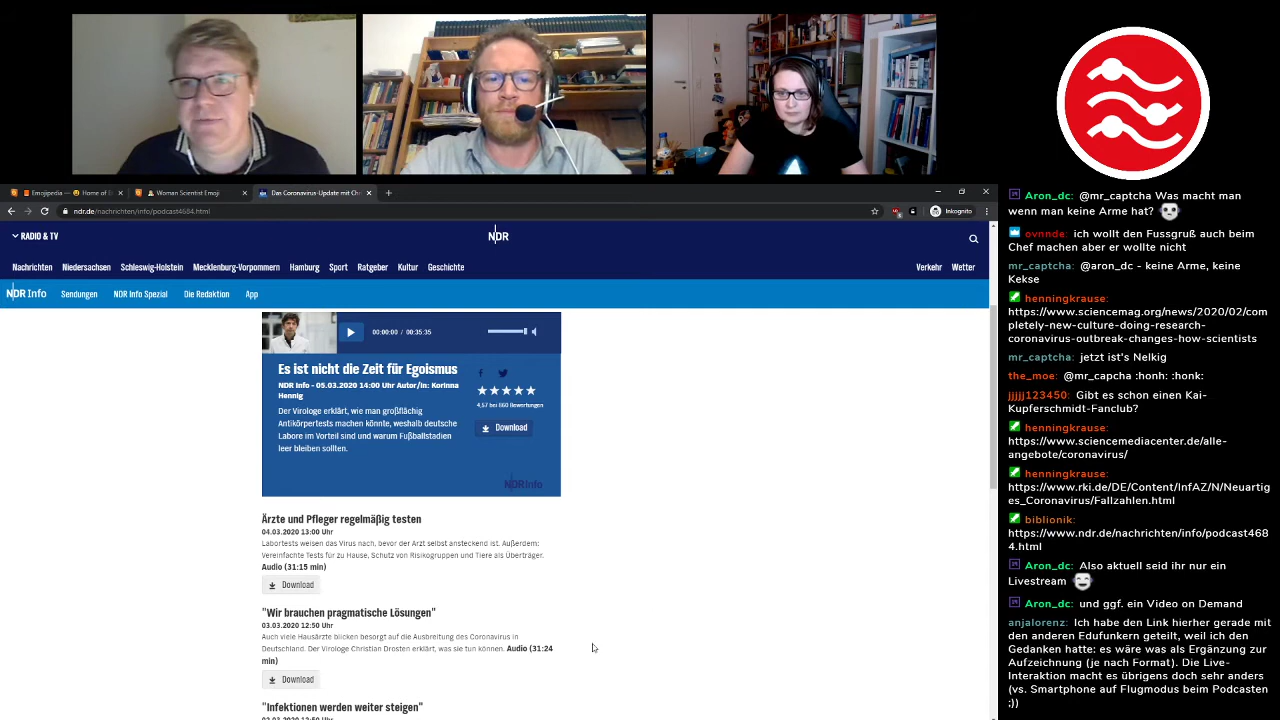 Emojipedia — 😃 Home of E
Woman Scientist Emoji
Das Coronavirus-Update mit Chr
ndr.de/nachrichten/info/podcast4684.html
Inkognito
RADIO & TV
NDR
Nachrichten Niedersachsen Schleswig-Holstein Mecklenburg-Vorpommern Hamburg Sport Ratgeber Kultur Geschichte Verkehr Wetter
NDR Info Sendungen NDR Info Spezial Die Redaktion App
00:00:00 / 00:35:35
Es ist nicht die Zeit für Egoismus
NDR Info - 05.03.2020 14:00 Uhr Autor/in: Korinna
Hennig
4,57 bei 860 Bewertungen
Der Virologe erklärt, wie man großflächig
Antikörpertests machen könnte, weshalb deutsche
Labore im Vorteil sind und warum Fußballstadien
leer bleiben sollten.
Download
NDR Info
Ärzte und Pfleger regelmäßig testen
04.03.2020 13:00 Uhr
Labortests weisen das Virus nach, bevor der Arzt selbst ansteckend ist. Außerdem:
Vereinfachte Tests für zu Hause, Schutz von Risikogruppen und Tiere als Überträger.
Audio (31:15 min)
Download
"Wir brauchen pragmatische Lösungen"
03.03.2020 12:50 Uhr
Auch viele Hausärzte blicken besorgt auf die Ausbreitung des Coronavirus in
Deutschland. Der Virologe Christian Drosten erklärt, was sie tun können. Audio (31:24
min)
Download
"Infektionen werden weiter steigen"
02.03.2020 12:50 Uhr
Aron_dc: @mr_captcha Was macht man
wenn man keine Arme hat?
ovnnde: ich wollt den Fussgruß auch beim
Chef machen aber er wollte nicht
mr_captcha: @aron_dc - keine Arme, keine
Kekse
henningkrause:
https://www.sciencemag.org/news/2020/02/com
pletely-new-culture-doing-research-
coronavirus-outbreak-changes-how-scientists
mr_captcha: jetzt ist's Nelkig
the_moe: @mr_capcha :honh: :honk:
jjjjj123450: Gibt es schon einen Kai-
Kupferschmidt-Fanclub?
henningkrause:
https://www.sciencemediacenter.de/alle-
angebote/coronavirus/
henningkrause:
https://www.rki.de/DE/Content/InfAZ/N/Neuartig
es_Coronavirus/Fallzahlen.html
biblionik:
https://www.ndr.de/nachrichten/info/podcast468
4.html
Aron_dc: Also aktuell seid ihr nur ein
Livestream
Aron_dc: und ggf. ein Video on Demand
anjalorenz: Ich habe den Link hierher gerade mit
den anderen Edufunkern geteilt, weil ich den
Gedanken hatte: es wäre was als Ergänzung zur
Aufzeichnung (je nach Format). Die Live-
Interaktion macht es übrigens doch sehr anders
(vs. Smartphone auf Flugmodus beim Podcasten
;))